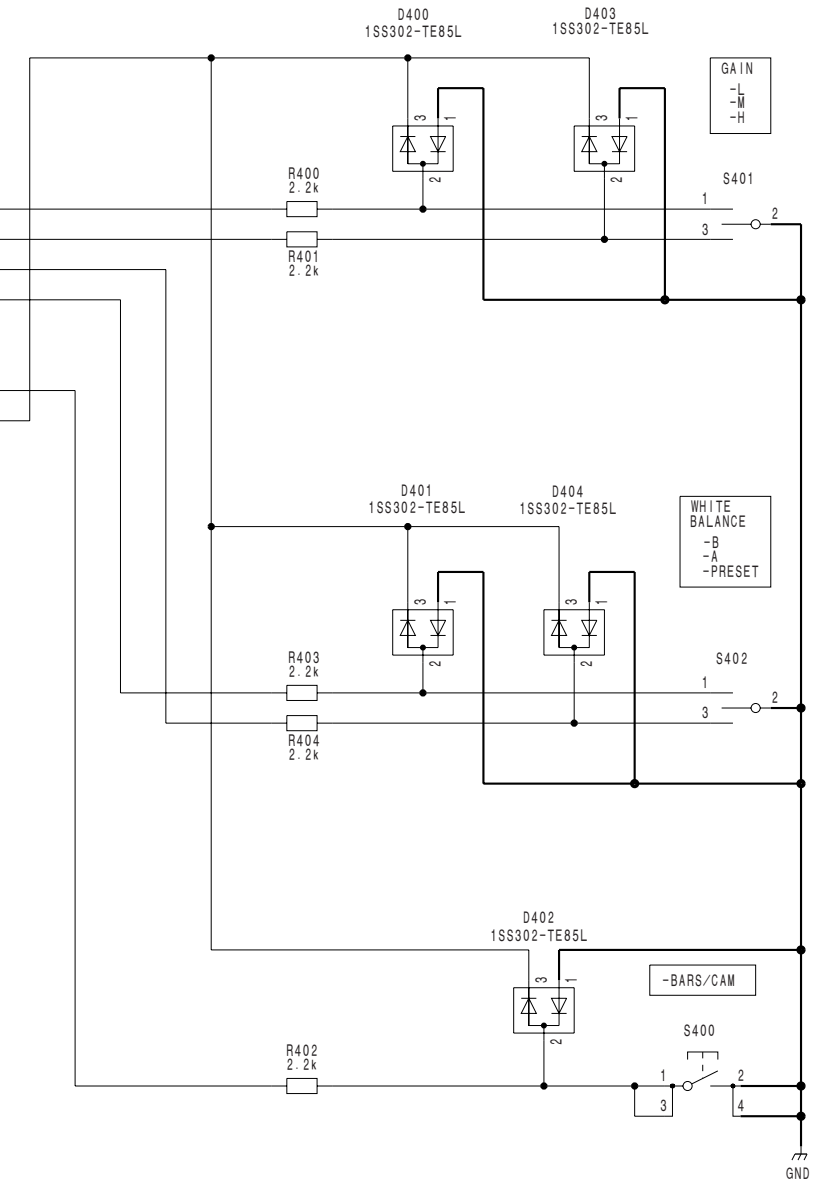 D400
1SS302-TE85L
D403
1SS302-TE85L
GAIN
-L
-M
-H
3
1
2
3
1
2
R400
2.2k
S401
1
2
3
R401
2.2k
D401
1SS302-TE85L
D404
1SS302-TE85L
WHITE
BALANCE
-B
-A
-PRESET
3
1
2
3
1
2
R403
2.2k
S402
1
2
3
R404
2.2k
D402
1SS302-TE85L
3
1
2
-BARS/CAM
S400
R402
2.2k
1
2
3
4
GND